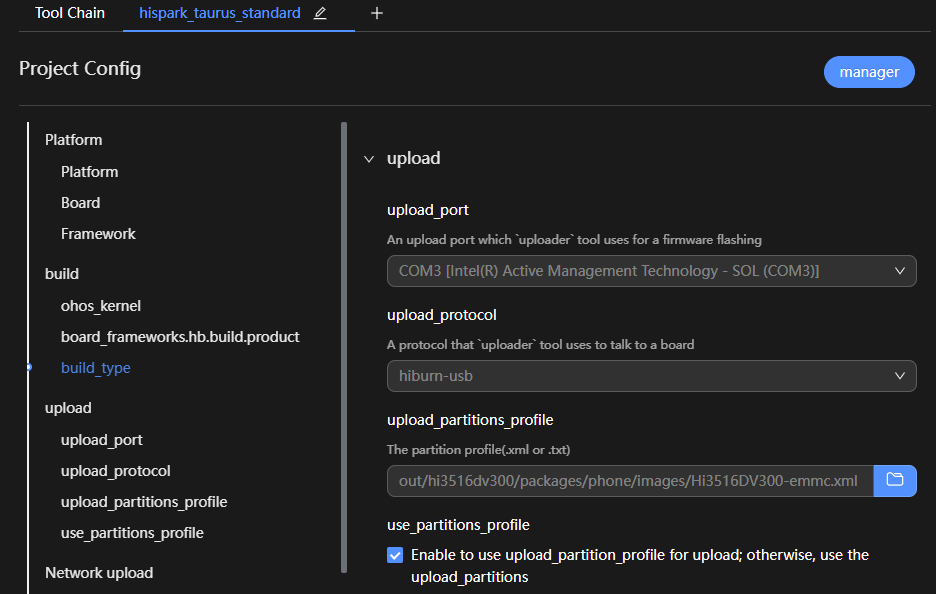 Tool Chain
hispark_taurus_standard
Project Config
manager
Platform
Platform
Board
Framework
build
ohos_kernel
board_frameworks.hb.build.product
build_type
upload
upload_port
upload_protocol
upload_partitions_profile
use_partitions_profile
Network upload
upload
upload_port
An upload port which `uploader` tool uses for a firmware flashing
COM3 [Intel(R) Active Management Technology - SOL (COM3)]
upload_protocol
A protocol that `uploader` tool uses to talk to a board
hiburn-usb
upload_partitions_profile
The partition profile(.xml or .txt)
out/hi3516dv300/packages/phone/images/Hi3516DV300-emmc.xml
use_partitions_profile
Enable to use upload_partition_profile for upload; otherwise, use the
upload_partitions